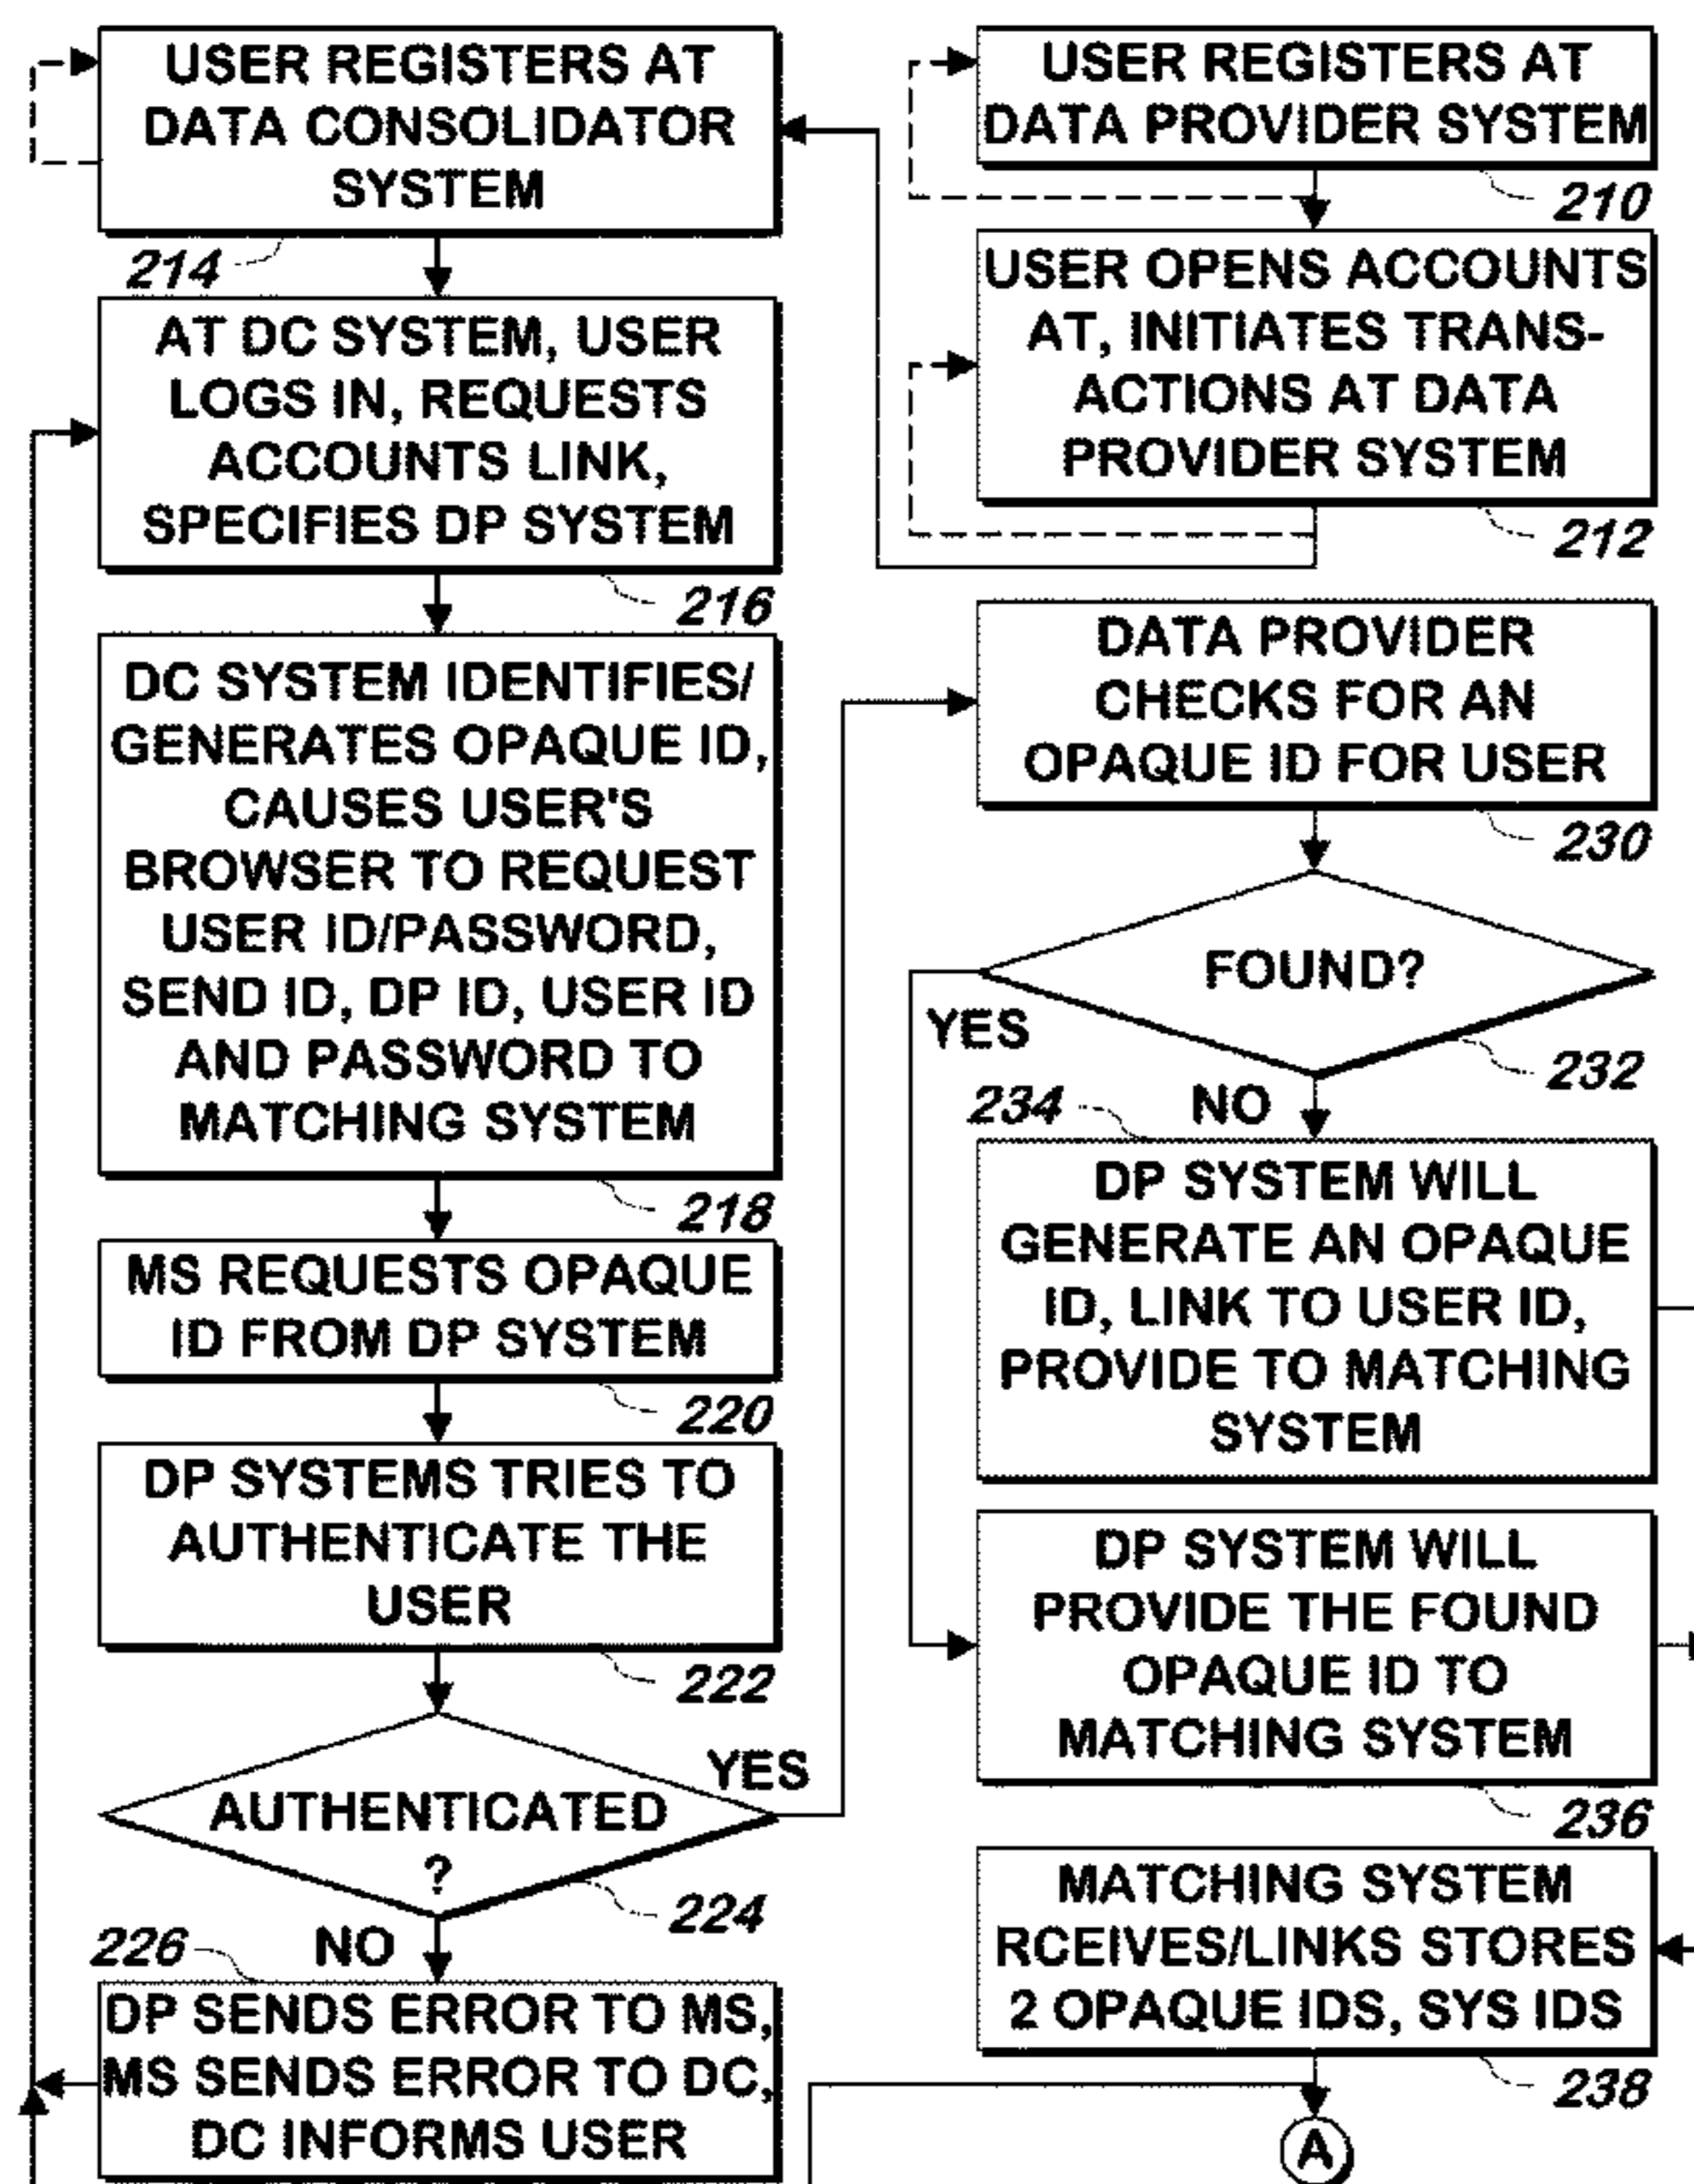 USER REGISTERS AT
DATA CONSOLIDATOR
SYSTEM
214
AT DC SYSTEM, USER
LOGS IN, REQUESTS
ACCOUNTS LINK,
SPECIFIES DP SYSTEM
216
DC SYSTEM IDENTIFIES/
GENERATES OPAQUE ID,
CAUSES USER'S
BROWSER TO REQUEST
USER ID/PASSWORD,
SEND ID, DP ID, USER ID
AND PASSWORD TO
MATCHING SYSTEM
218
MS REQUESTS OPAQUE
ID FROM DP SYSTEM
220
DP SYSTEMS TRIES TO
AUTHENTICATE THE
USER
222
YES
AUTHENTICATED
?
224
226
NO
DP SENDS ERROR TO MS,
MS SENDS ERROR TO DC,
DC INFORMS USER
USER REGISTERS AT
DATA PROVIDER SYSTEM
210
USER OPENS ACCOUNTS
AT, INITIATES TRANS-
ACTIONS AT DATA
PROVIDER SYSTEM
212
DATA PROVIDER
CHECKS FOR AN
OPAQUE ID FOR USER
230
FOUND?
YES
232
234
NO
DP SYSTEM WILL
GENERATE AN OPAQUE
ID, LINK TO USER ID,
PROVIDE TO MATCHING
SYSTEM
DP SYSTEM WILL
PROVIDE THE FOUND
OPAQUE ID TO
MATCHING SYSTEM
236
MATCHING SYSTEM
RCEIVES/LINKS STORES
2 OPAQUE IDS, SYS IDS
238
A